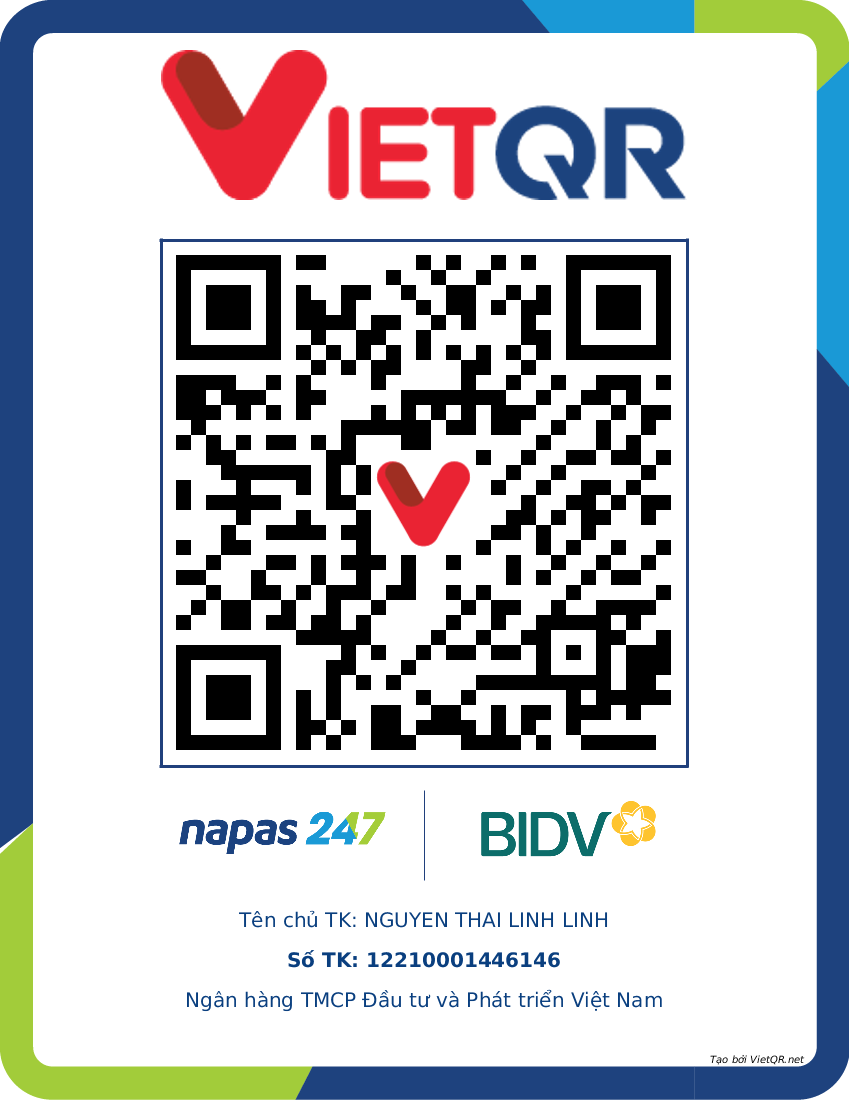 VIETQR
napas 247
BIDV
Tên chủ TK: NGUYEN THAI LINH LINH
Số TK: 12210001446146
Ngân hàng TMCP Đầu tư và Phát triển Việt Nam
Tạo bởi VietQR.net